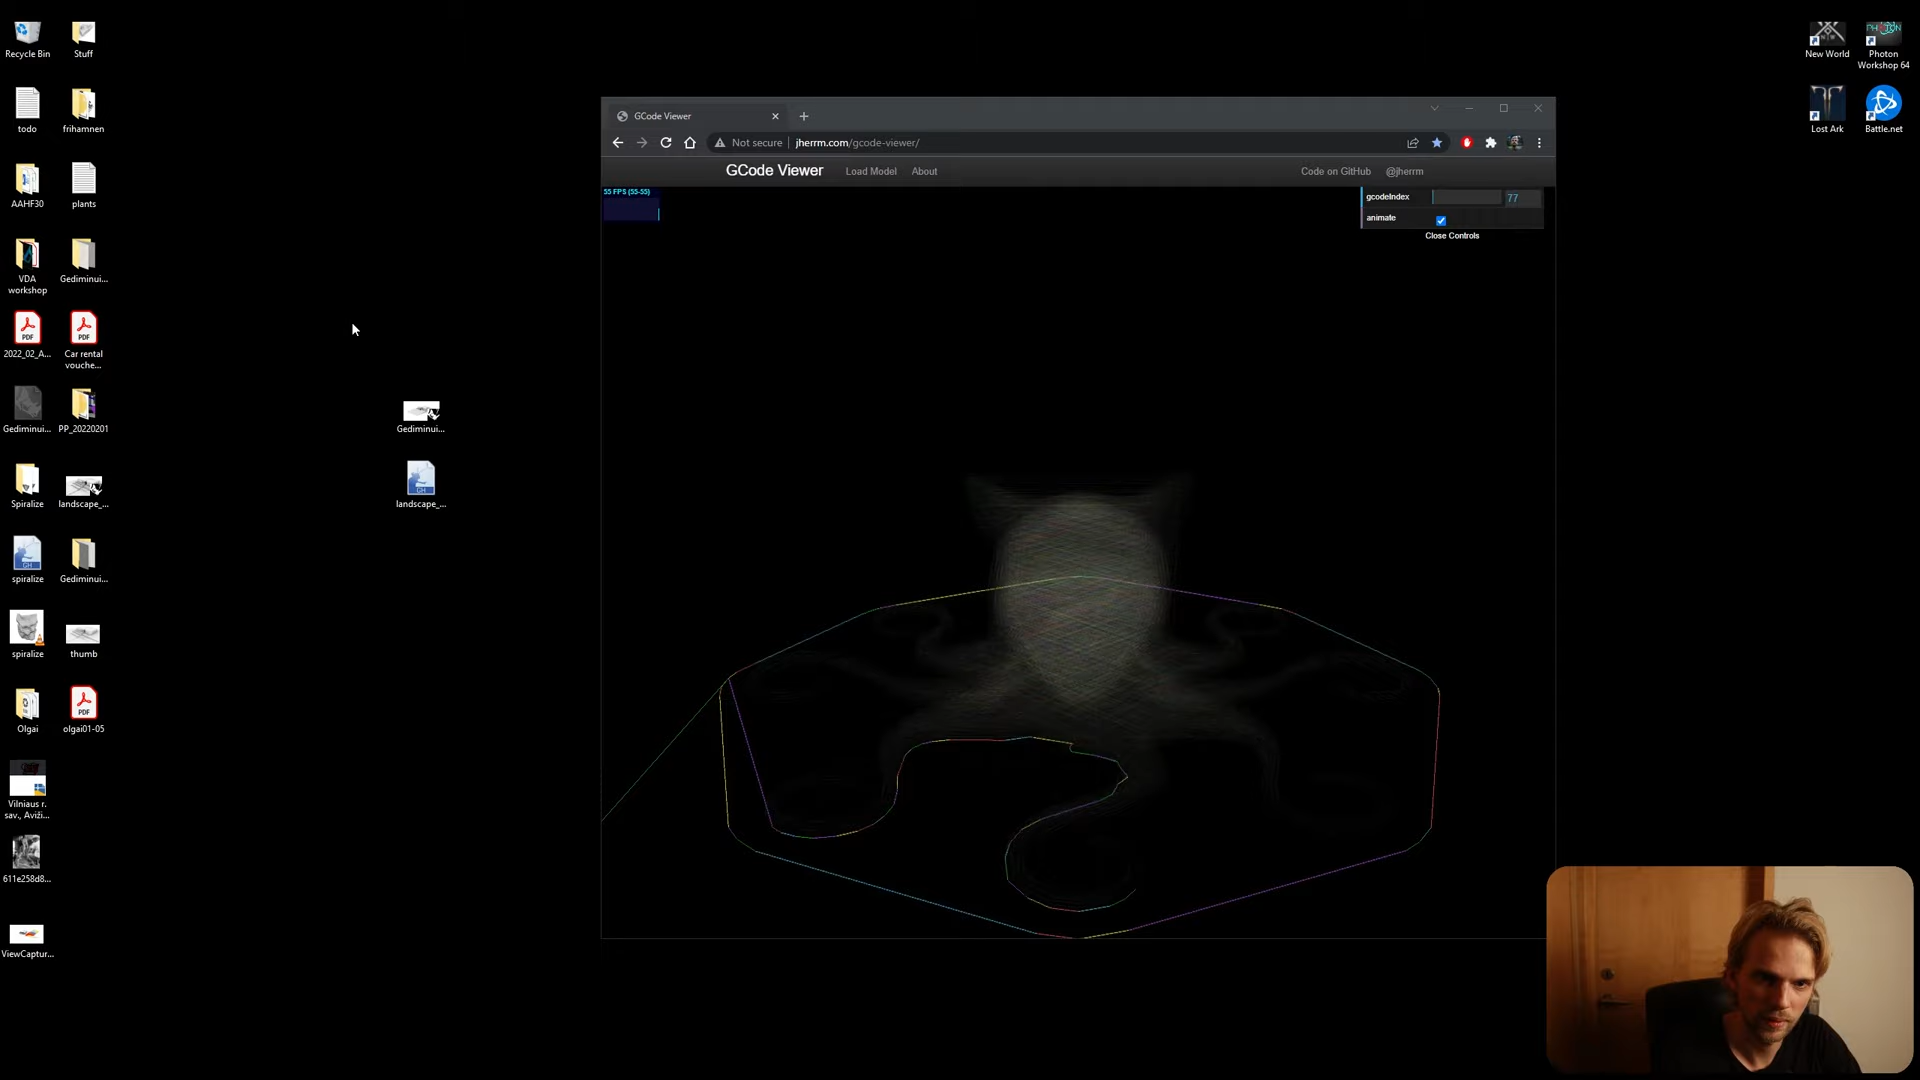 Recycle Bin
Stuff
todo
frihamnen
AAHF30
plants
VDA
workshop
Gediminui...
2022_02_A...
Car rental
vouche...
Gediminui...
PP_20220201
Spiralize
landscape_...
spiralize
Gediminui...
spiralize
thumb
Olgai
olgai01-05
Vilniaus r.
sav., Aviži...
611e258d8...
ViewCaptur...
Gediminui...
landscape_...
GCode Viewer
Not secure
jherrm.com/gcode-viewer/
GCode Viewer
Load Model
About
Code on GitHub
@jherrm
55 FPS (55-55)
gcodeIndex
77
animate
Close Controls
New World
Photon
Workshop 64
Lost Ark
Battle.net